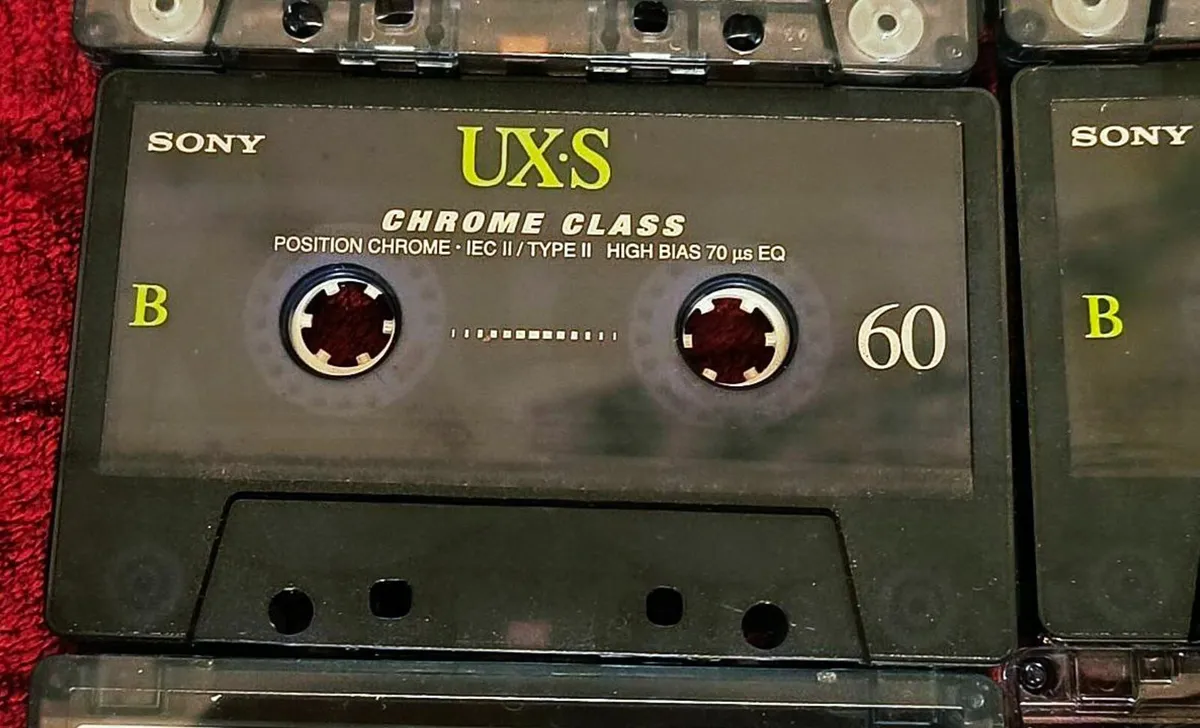 SONY
UX·S
CHROME CLASS
POSITION CHROME · IEC II / TYPE II HIGH BIAS 70 µs EQ
B
60
SONY
B